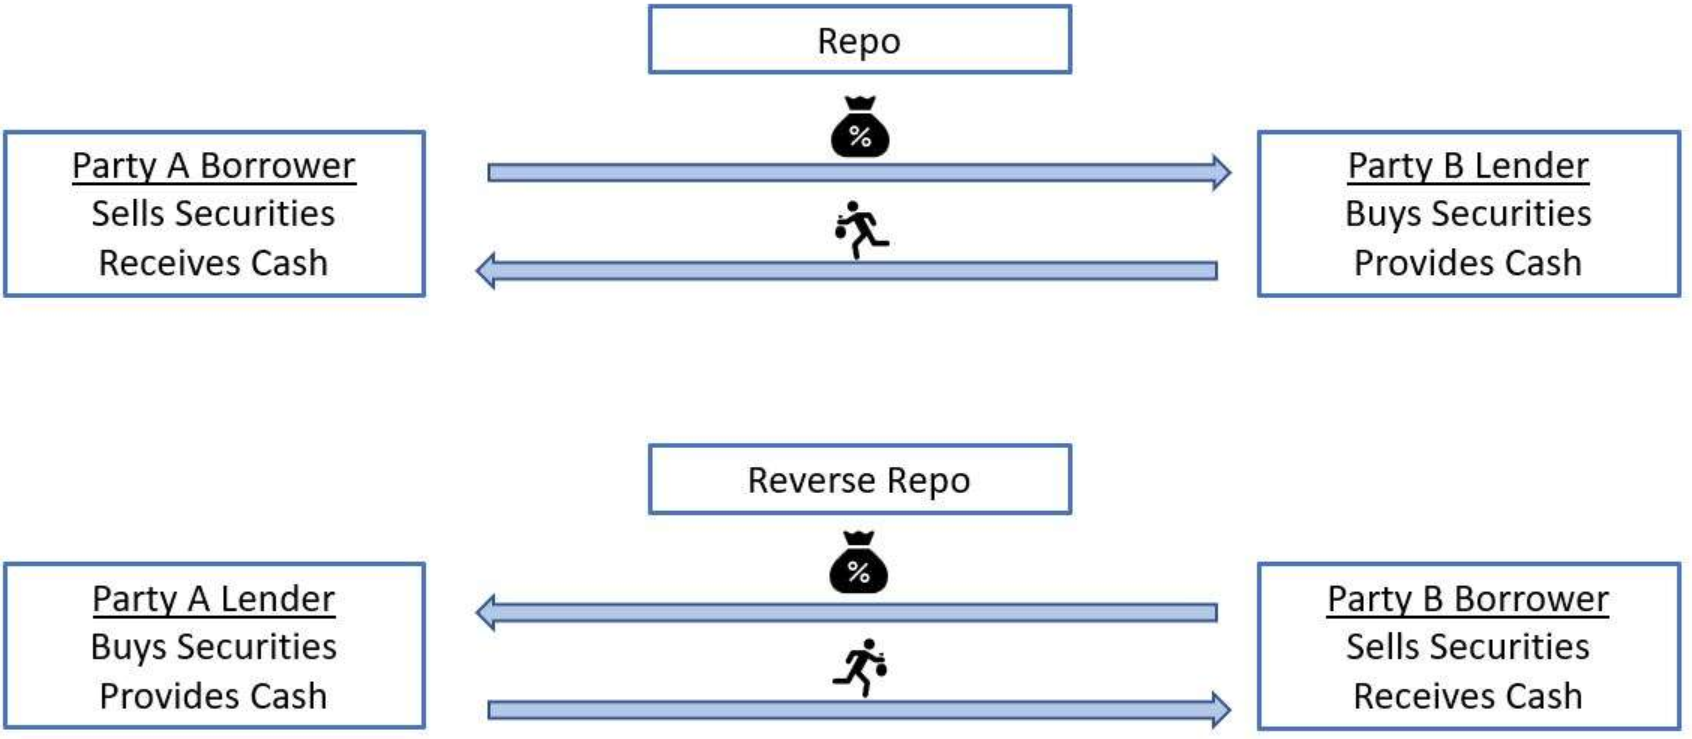 Repo
%
Party A Borrower
Sells Securities
Receives Cash
Party B Lender
Buys Securities
Provides Cash
Reverse Repo
%
Party A Lender
Buys Securities
Provides Cash
Party B Borrower
Sells Securities
Receives Cash